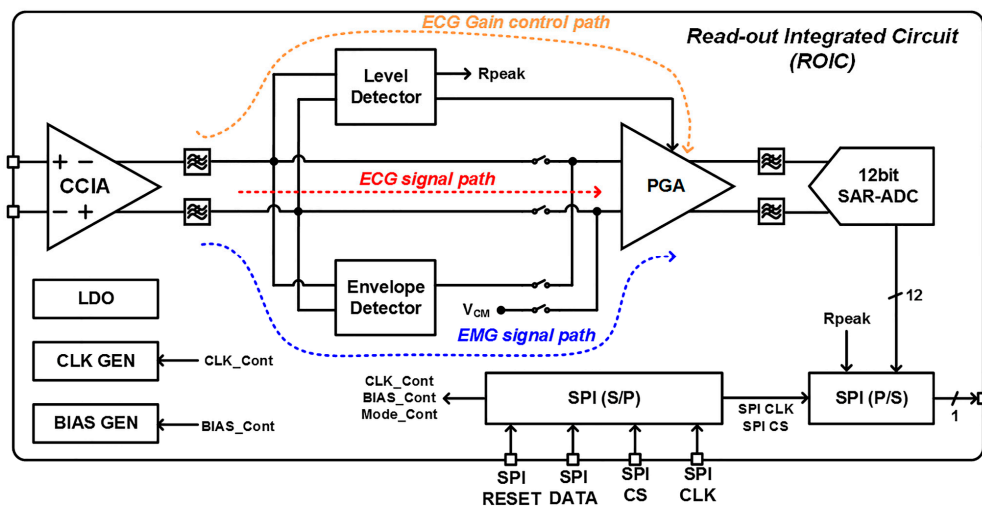 ECG Gain control path
Read-out Integrated Circuit
(ROIC)
Level
Detector
Rpeak
+ −
CCIA
− +
ECG signal path
PGA
12bit
SAR-ADC
LDO
Envelope
Detector
V_CM
EMG signal path
12
Rpeak
CLK GEN
CLK_Cont
BIAS GEN
BIAS_Cont
CLK_Cont
BIAS_Cont
Mode_Cont
SPI (S/P)
SPI CLK
SPI CS
SPI (P/S)
1
SPI
RESET
SPI
DATA
SPI
CS
SPI
CLK